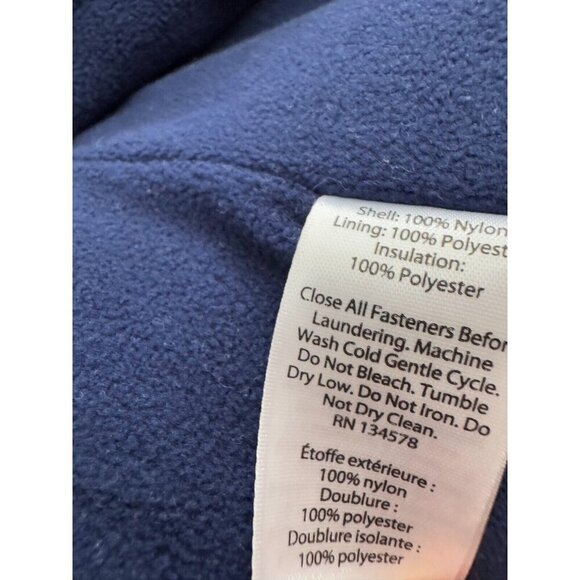 Shell: 100% Nylon
Lining: 100% Polyest
Insulation:
100% Polyester
Close All Fasteners Befor
Laundering. Machine
Wash Cold Gentle Cycle.
Do Not Bleach. Tumble
Dry Low. Do Not Iron. Do
Not Dry Clean.
RN 134578
Étoffe extérieure :
100% nylon
Doublure :
100% polyester
Doublure isolante :
100% polyester